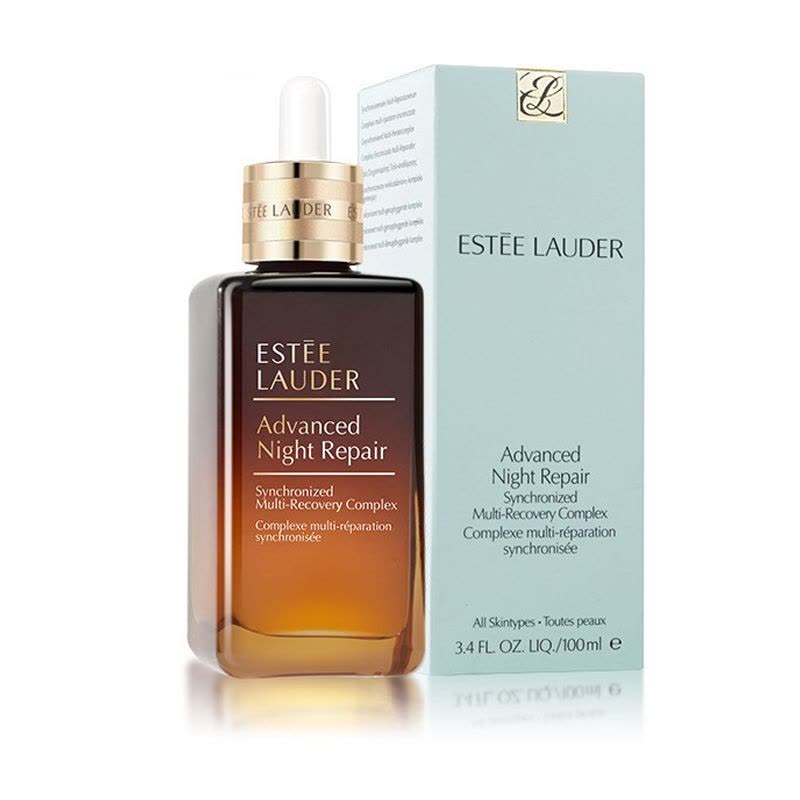 ESTĒE LAUDER
ESTĒE
LAUDER
Advanced
Night Repair
Synchronized
Multi-Recovery Complex
Complexe multi-réparation
synchronisée
EL
ESTĒE LAUDER
Advanced
Night Repair
Synchronized
Multi-Recovery Complex
Complexe multi-réparation
synchronisée
All Skintypes • Toutes peaux
3.4 FL. OZ. LIQ./100ml ℮